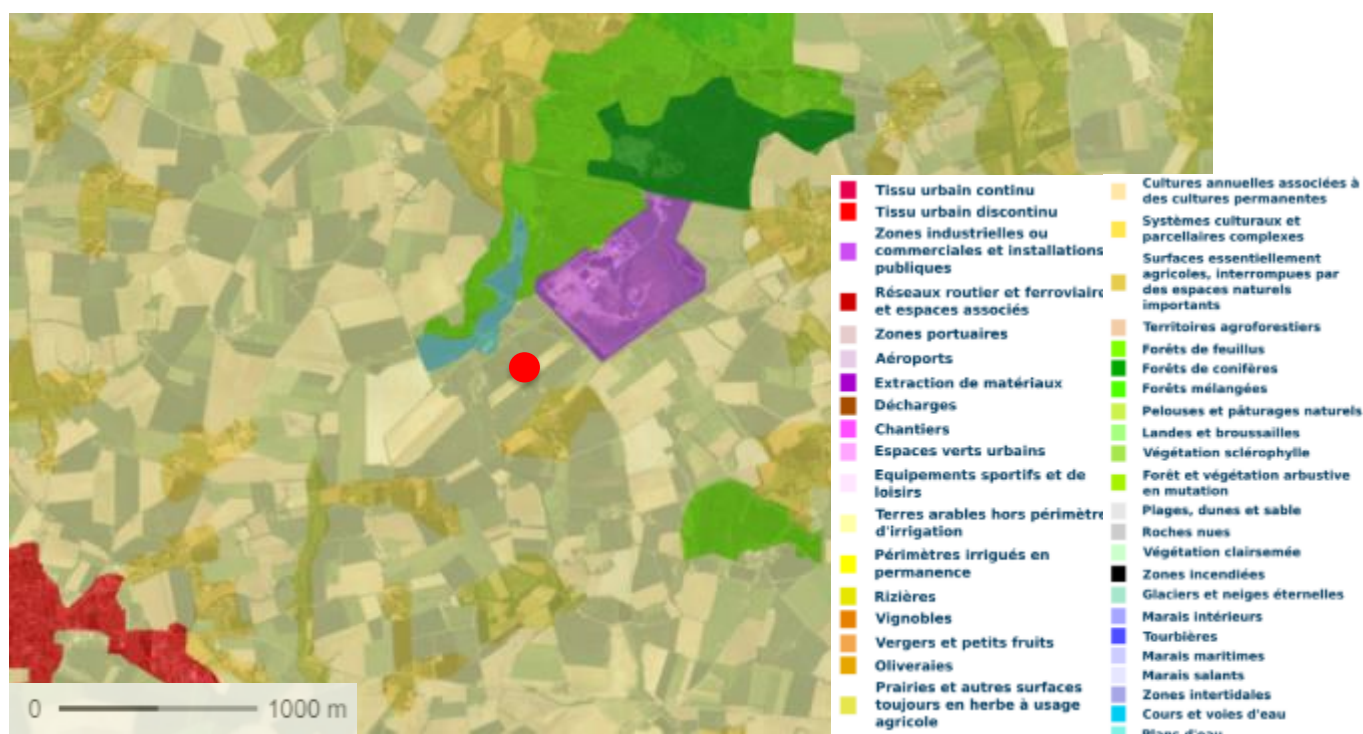 Tissu urbain continu
Tissu urbain discontinu
Zones industrielles ou
commerciales et installations
publiques
Réseaux routier et ferroviaire
et espaces associés
Zones portuaires
Aéroports
Extraction de matériaux
Décharges
Chantiers
Espaces verts urbains
Equipements sportifs et de
loisirs
Terres arables hors périmètre
d'irrigation
Périmètres irrigués en
permanence
Rizières
Vignobles
Vergers et petits fruits
Oliveraies
Prairies et autres surfaces
toujours en herbe à usage
agricole
Cultures annuelles associées à
des cultures permanentes
Systèmes culturaux et
parcellaires complexes
Surfaces essentiellement
agricoles, interrompues par
des espaces naturels
importants
Territoires agroforestiers
Forêts de feuillus
Forêts de conifères
Forêts mélangées
Pelouses et pâturages naturels
Landes et broussailles
Végétation sclérophylle
Forêt et végétation arbustive
en mutation
Plages, dunes et sable
Roches nues
Végétation clairsemée
Zones incendiées
Glaciers et neiges éternelles
Marais intérieurs
Tourbières
Marais maritimes
Marais salants
Zones intertidales
Cours et voies d'eau
Plans d'eau
0 1000 m